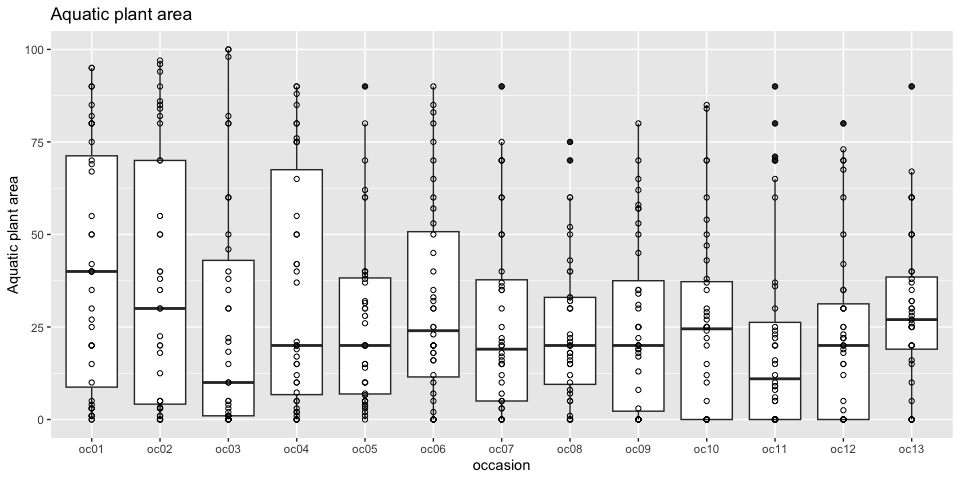 Aquatic plant area
Aquatic plant area
100
75
50
25
0
oc01 oc02 oc03 oc04 oc05 oc06 oc07 oc08 oc09 oc10 oc11 oc12 oc13
occasion